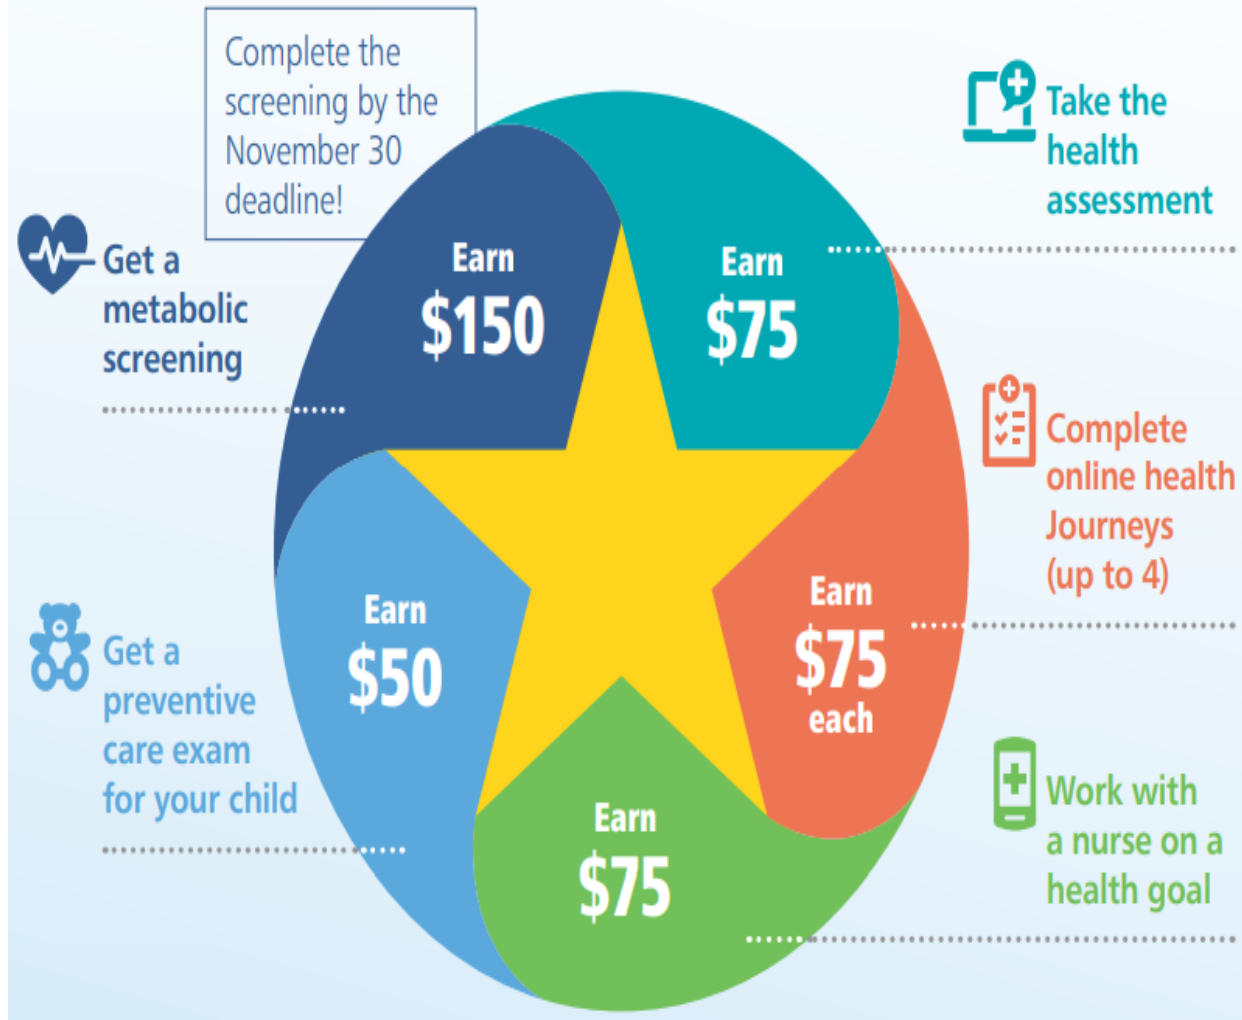 Complete the
screening by the
November 30
deadline!
Get a
metabolic
screening
Earn
$150
Earn
$75
Take the
health
assessment
Complete
online health
Journeys
(up to 4)
Earn
$75
each
Work with
a nurse on a
health goal
Earn
$75
Get a
preventive
care exam
for your child
Earn
$50